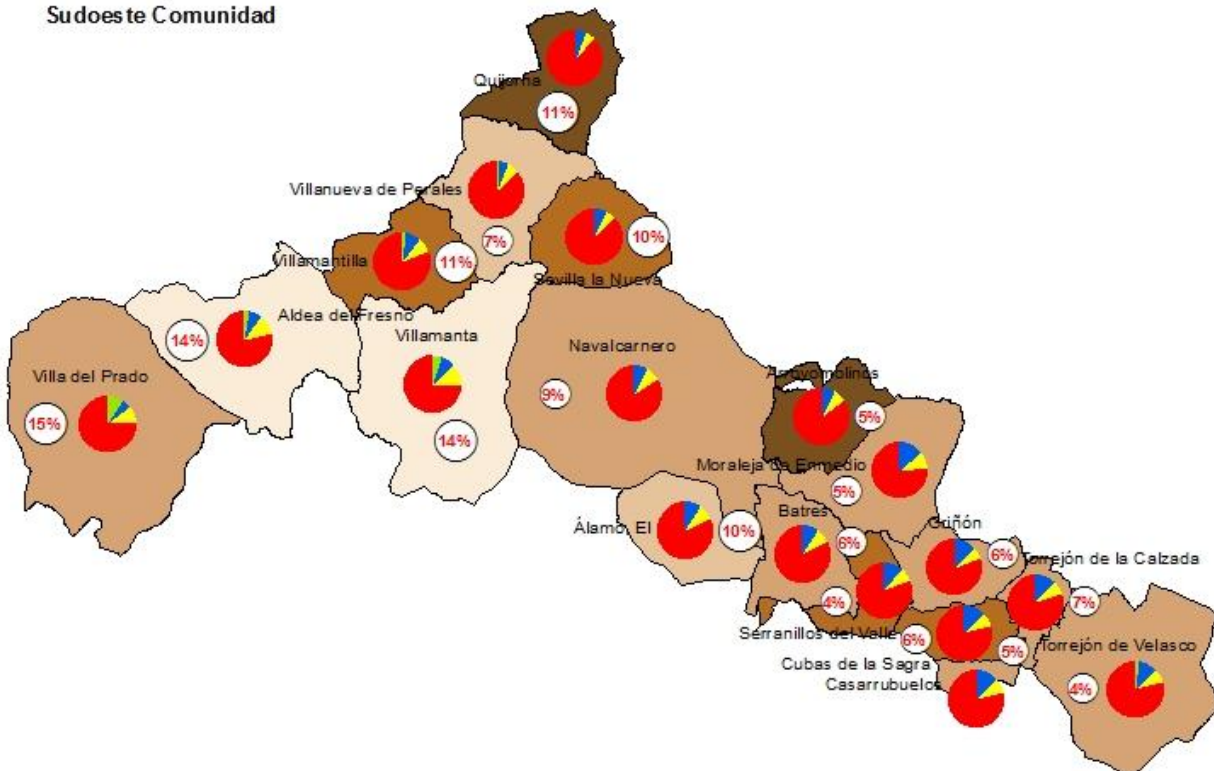 Sudoeste Comunidad
Quijorna
11%
Villanueva de Perales
7%
10%
Sevilla la Nueva
Villamantilla
11%
Aldea del Fresno
14%
Villamanta
14%
Navalcarnero
9%
Villa del Prado
15%
Arroyomolinos
5%
Moraleja de Enmedio
5%
Álamo, El
10%
Batres
6%
4%
Griñón
6%
Torrejón de la Calzada
7%
Serranillos del Valle
6%
5%
Cubas de la Sagra
Casarrubuelos
Torrejón de Velasco
4%